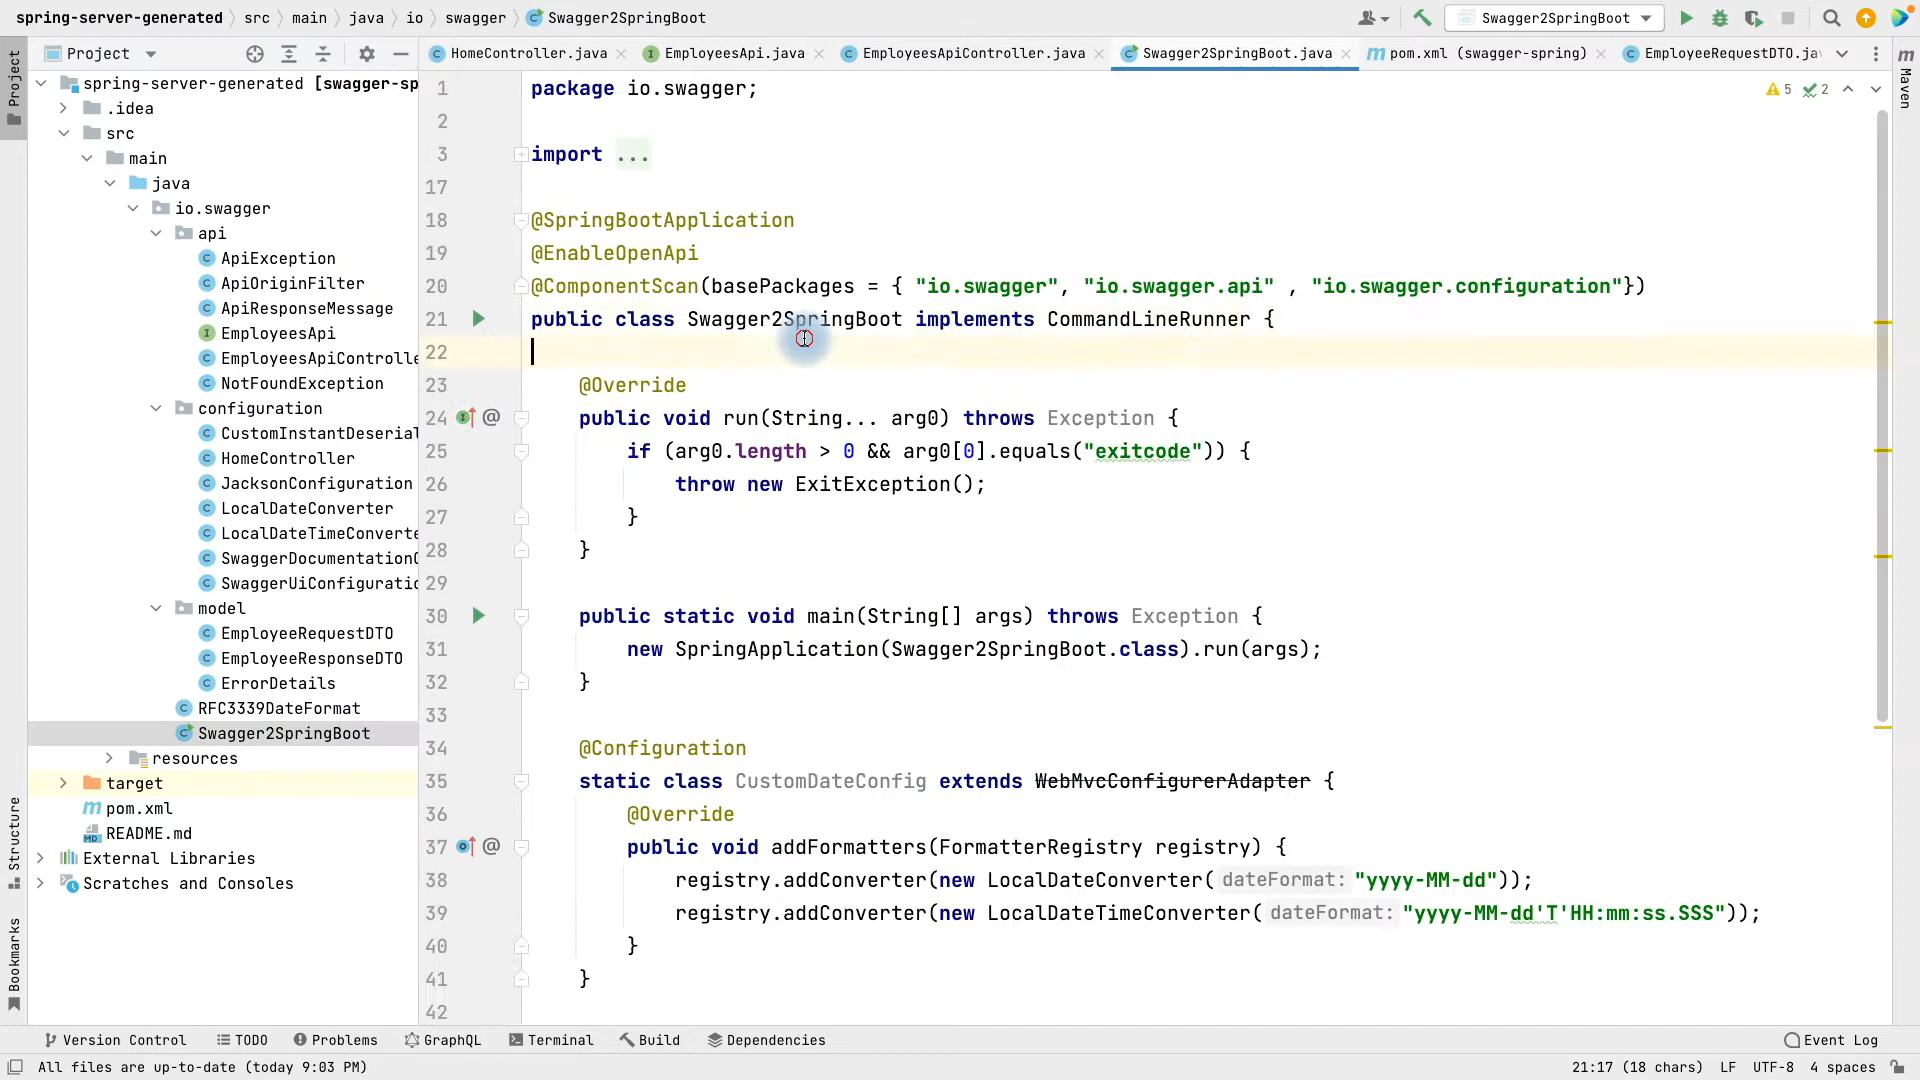 spring-server-generated src main java io swagger Swagger2SpringBoot
Swagger2SpringBoot
Project
HomeController.java EmployeesApi.java EmployeesApiController.java Swagger2SpringBoot.java pom.xml (swagger-spring) EmployeeRequestDTO.ja
Project
Structure
Bookmarks
Maven
spring-server-generated [swagger-sp
.idea
src
main
java
io.swagger
api
ApiException
ApiOriginFilter
ApiResponseMessage
EmployeesApi
EmployeesApiControlle
NotFoundException
configuration
CustomInstantDeserial
HomeController
JacksonConfiguration
LocalDateConverter
LocalDateTimeConverte
SwaggerDocumentation
SwaggerUiConfiguratio
model
EmployeeRequestDTO
EmployeeResponseDTO
ErrorDetails
RFC3339DateFormat
Swagger2SpringBoot
resources
target
pom.xml
README.md
External Libraries
Scratches and Consoles
5 2
1 package io.swagger;
2
3 import ...
17
18 @SpringBootApplication
19 @EnableOpenApi
20 @ComponentScan(basePackages = { "io.swagger", "io.swagger.api" , "io.swagger.configuration"})
21 public class Swagger2SpringBoot implements CommandLineRunner {
22
23 @Override
24 @ public void run(String... arg0) throws Exception {
25 if (arg0.length > 0 && arg0[0].equals("exitcode")) {
26 throw new ExitException();
27 }
28 }
29
30 public static void main(String[] args) throws Exception {
31 new SpringApplication(Swagger2SpringBoot.class).run(args);
32 }
33
34 @Configuration
35 static class CustomDateConfig extends WebMvcConfigurerAdapter {
36 @Override
37 @ public void addFormatters(FormatterRegistry registry) {
38 registry.addConverter(new LocalDateConverter( dateFormat: "yyyy-MM-dd"));
39 registry.addConverter(new LocalDateTimeConverter( dateFormat: "yyyy-MM-dd'T'HH:mm:ss.SSS"));
40 }
41 }
42
Version Control TODO Problems GraphQL Terminal Build Dependencies Event Log
All files are up-to-date (today 9:03 PM) 21:17 (18 chars) LF UTF-8 4 spaces